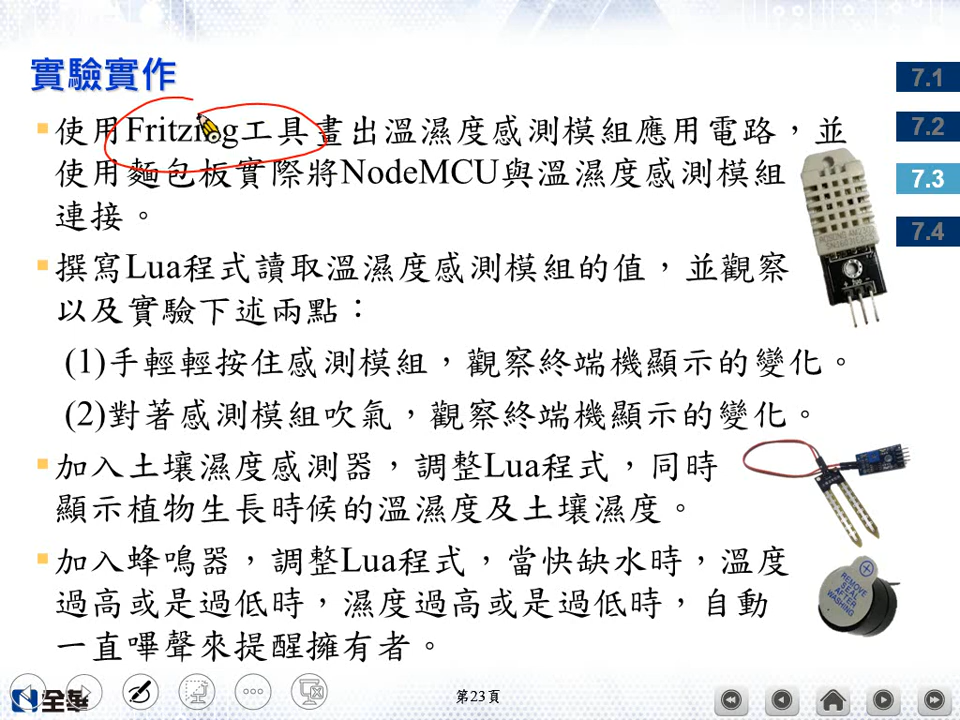 實驗實作
使用Fritzing工具畫出溫濕度感測模組應用電路，並
使用麵包板實際將NodeMCU與溫濕度感測模組
連接。
撰寫Lua程式讀取溫濕度感測模組的值，並觀察
以及實驗下述兩點：
(1)手輕輕按住感測模組，觀察終端機顯示的變化。
(2)對著感測模組吹氣，觀察終端機顯示的變化。
加入土壤濕度感測器，調整Lua程式，同時
顯示植物生長時候的溫濕度及土壤濕度。
加入蜂鳴器，調整Lua程式，當快缺水時，溫度
過高或是過低時，濕度過高或是過低時，自動
一直嗶聲來提醒擁有者。
7.1
7.2
7.3
7.4
REMOVE
SEAL
AFTER
WASHING
全華
第23頁